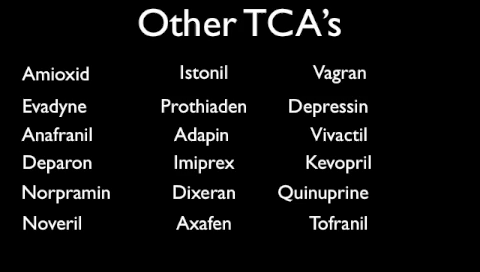 Other TCA's
Amioxid Istonil Vagran
Evadyne Prothiaden Depressin
Anafranil Adapin Vivactil
Deparon Imiprex Kevopril
Norpramin Dixeran Quinuprine
Noveril Axafen Tofranil